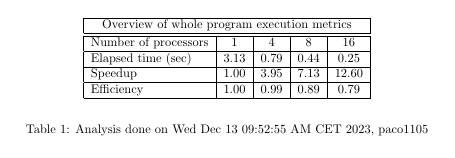 Overview of whole program execution metrics
Number of processors 1 4 8 16
Elapsed time (sec) 3.13 0.79 0.44 0.25
Speedup 1.00 3.95 7.13 12.60
Efficiency 1.00 0.99 0.89 0.79
Table 1: Analysis done on Wed Dec 13 09:52:55 AM CET 2023, paco1105